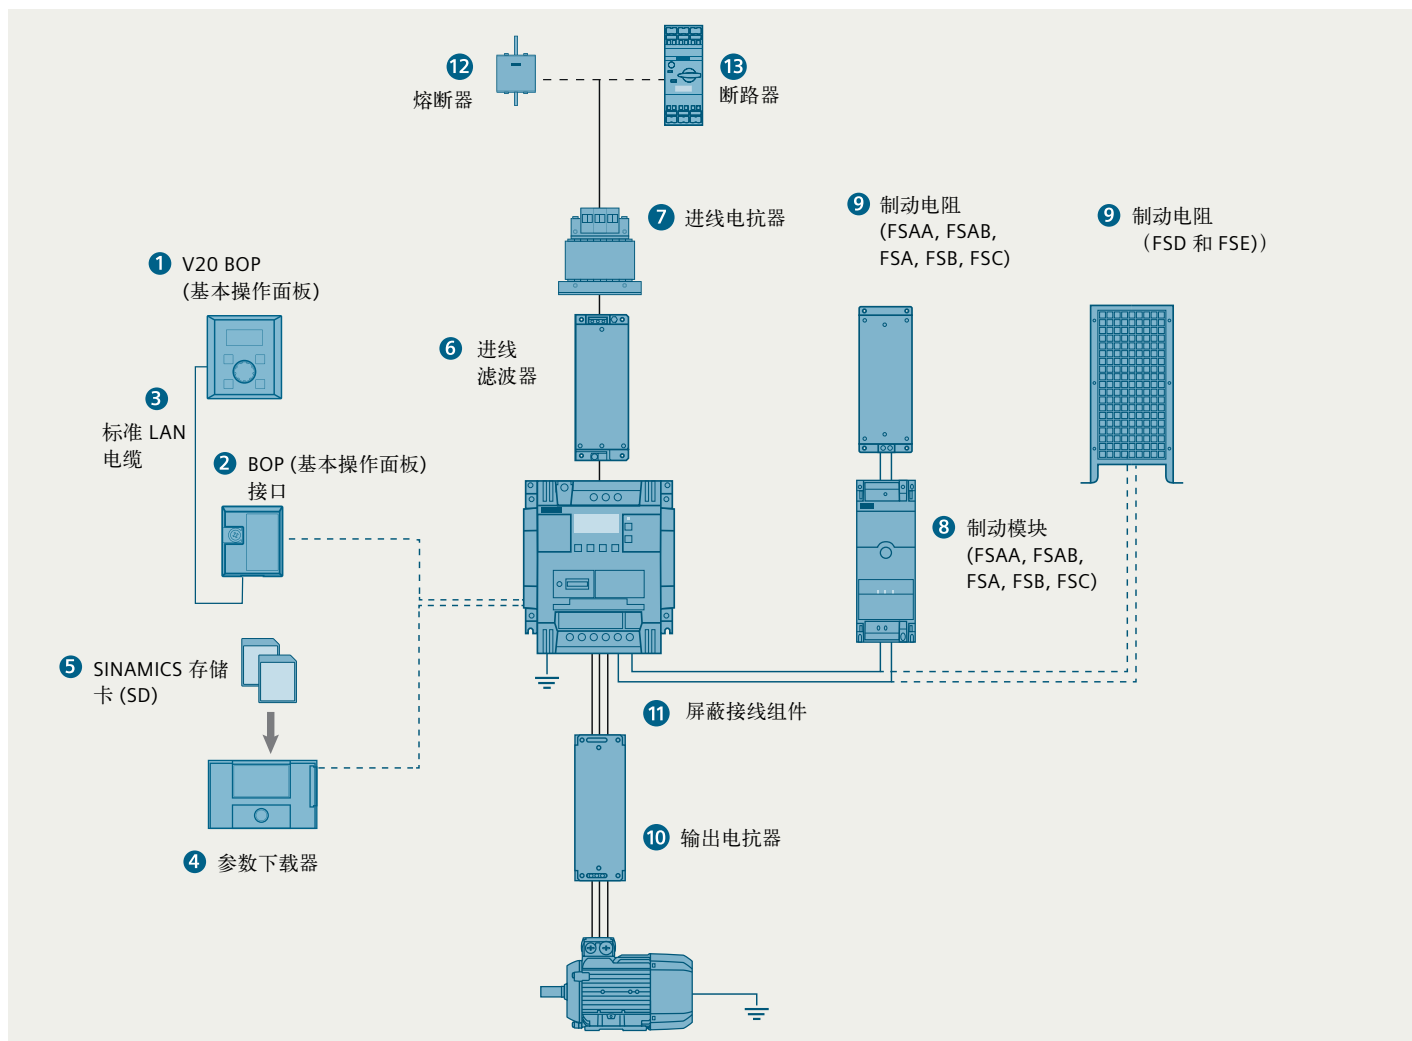 12
熔断器
13
断路器
7 进线电抗器
9 制动电阻
(FSAA, FSAB,
FSA, FSB, FSC)
9 制动电阻
（FSD 和 FSE)）
1 V20 BOP
(基本操作面板)
6 进线
滤波器
3
标准 LAN
电缆
2 BOP (基本操作面板)
接口
8 制动模块
(FSAA, FSAB,
FSA, FSB, FSC)
5 SINAMICS 存储
卡 (SD)
11 屏蔽接线组件
10 输出电抗器
4 参数下载器